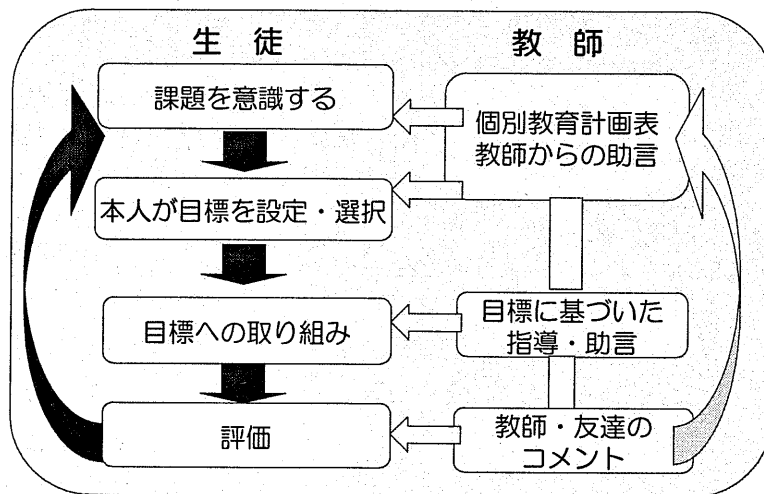 生徒
教師
課題を意識する
個別教育計画表
教師からの助言
本人が目標を設定・選択
目標への取り組み
目標に基づいた
指導・助言
評価
教師・友達の
コメント